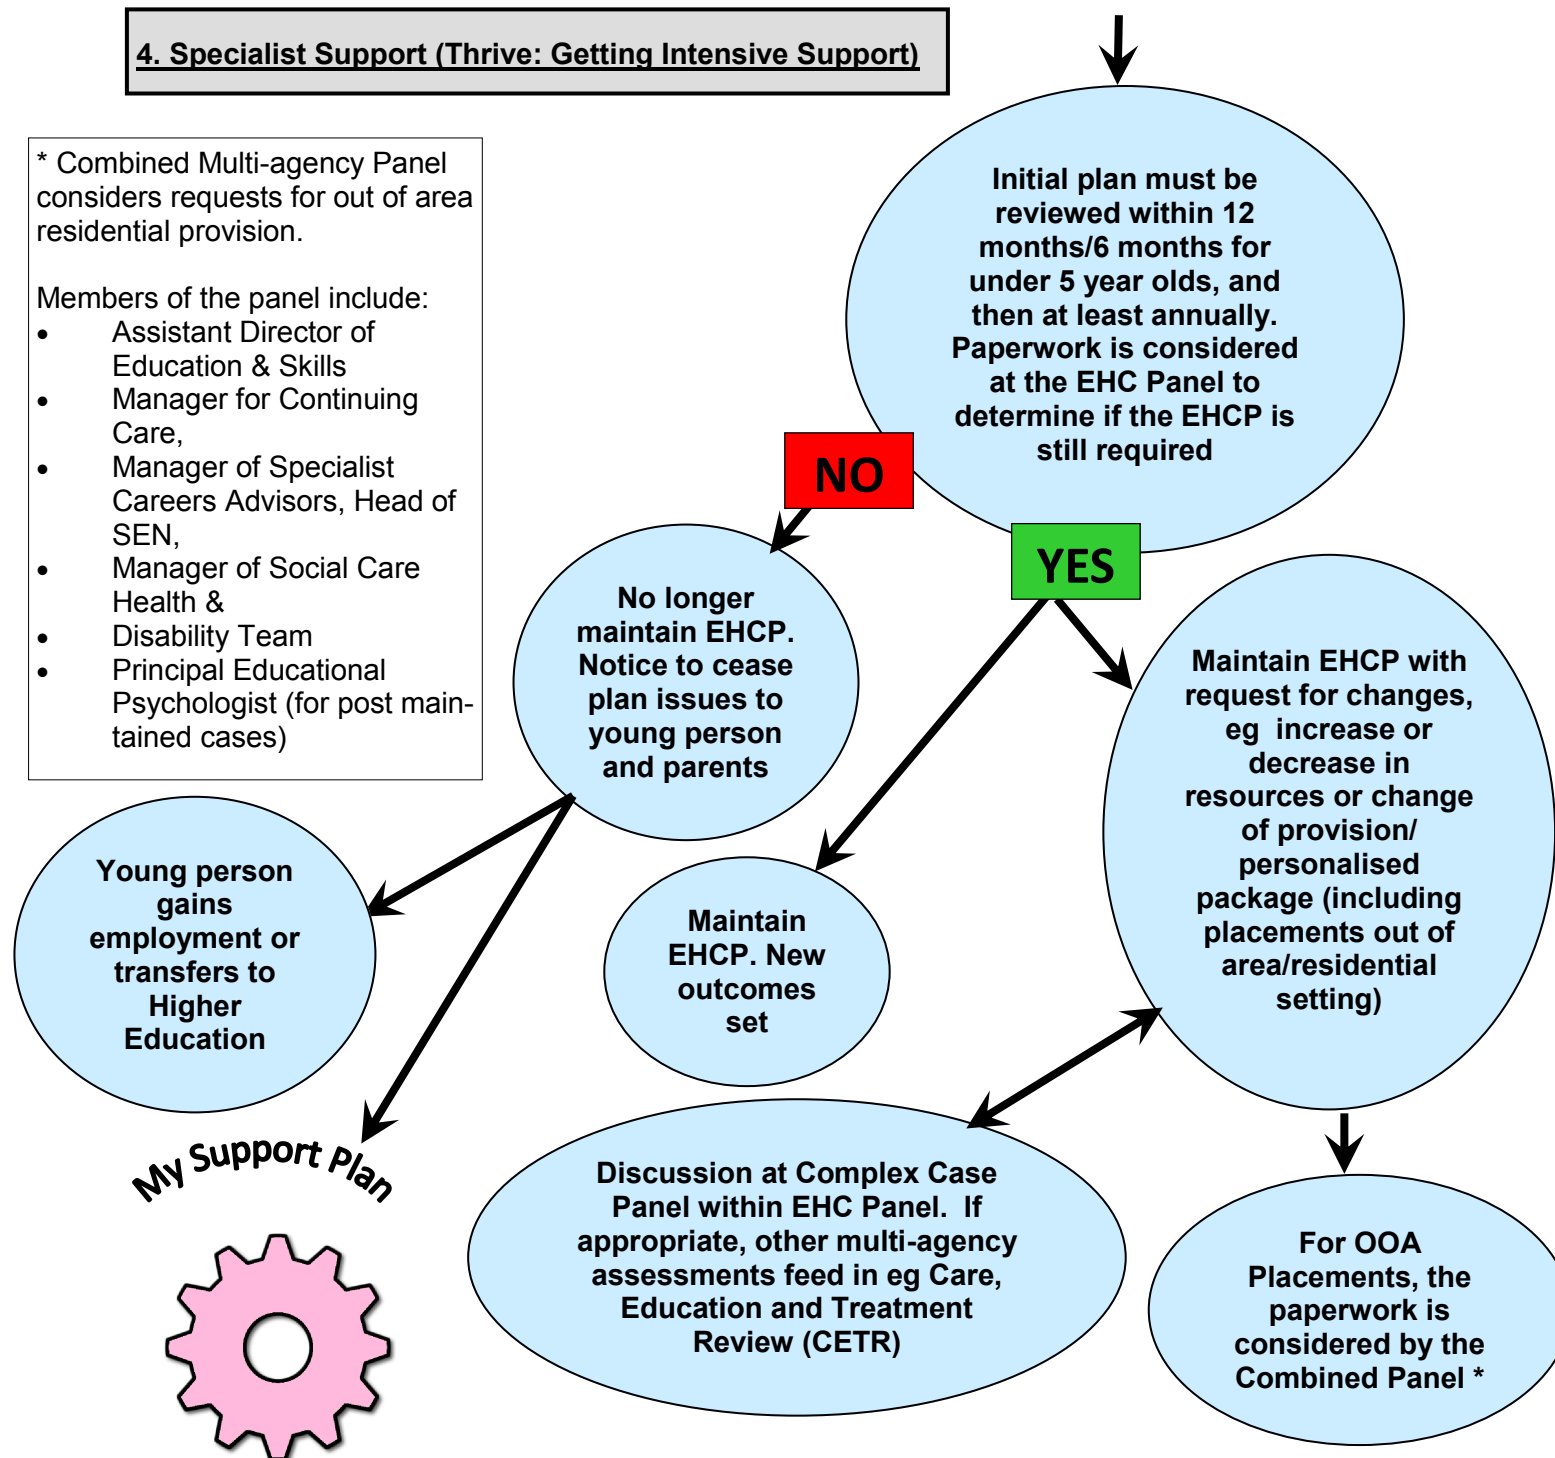 4. Specialist Support (Thrive: Getting Intensive Support)
* Combined Multi-agency Panel
considers requests for out of area
residential provision.
Members of the panel include:
• Assistant Director of
Education & Skills
• Manager for Continuing
Care,
• Manager of Specialist
Careers Advisors, Head of
SEN,
• Manager of Social Care
Health &
• Disability Team
• Principal Educational
Psychologist (for post main-
tained cases)
Initial plan must be
reviewed within 12
months/6 months for
under 5 year olds, and
then at least annually.
Paperwork is considered
at the EHC Panel to
determine if the EHCP is
still required
NO
YES
No longer
maintain EHCP.
Notice to cease
plan issues to
young person
and parents
Maintain EHCP with
request for changes,
eg  increase or
decrease in
resources or change
of provision/
personalised
package (including
placements out of
area/residential
setting)
Young person
gains
employment or
transfers to
Higher
Education
Maintain
EHCP. New
outcomes
set
My Support Plan
Discussion at Complex Case
Panel within EHC Panel.  If
appropriate, other multi-agency
assessments feed in eg Care,
Education and Treatment
Review (CETR)
For OOA
Placements, the
paperwork is
considered by the
Combined Panel *